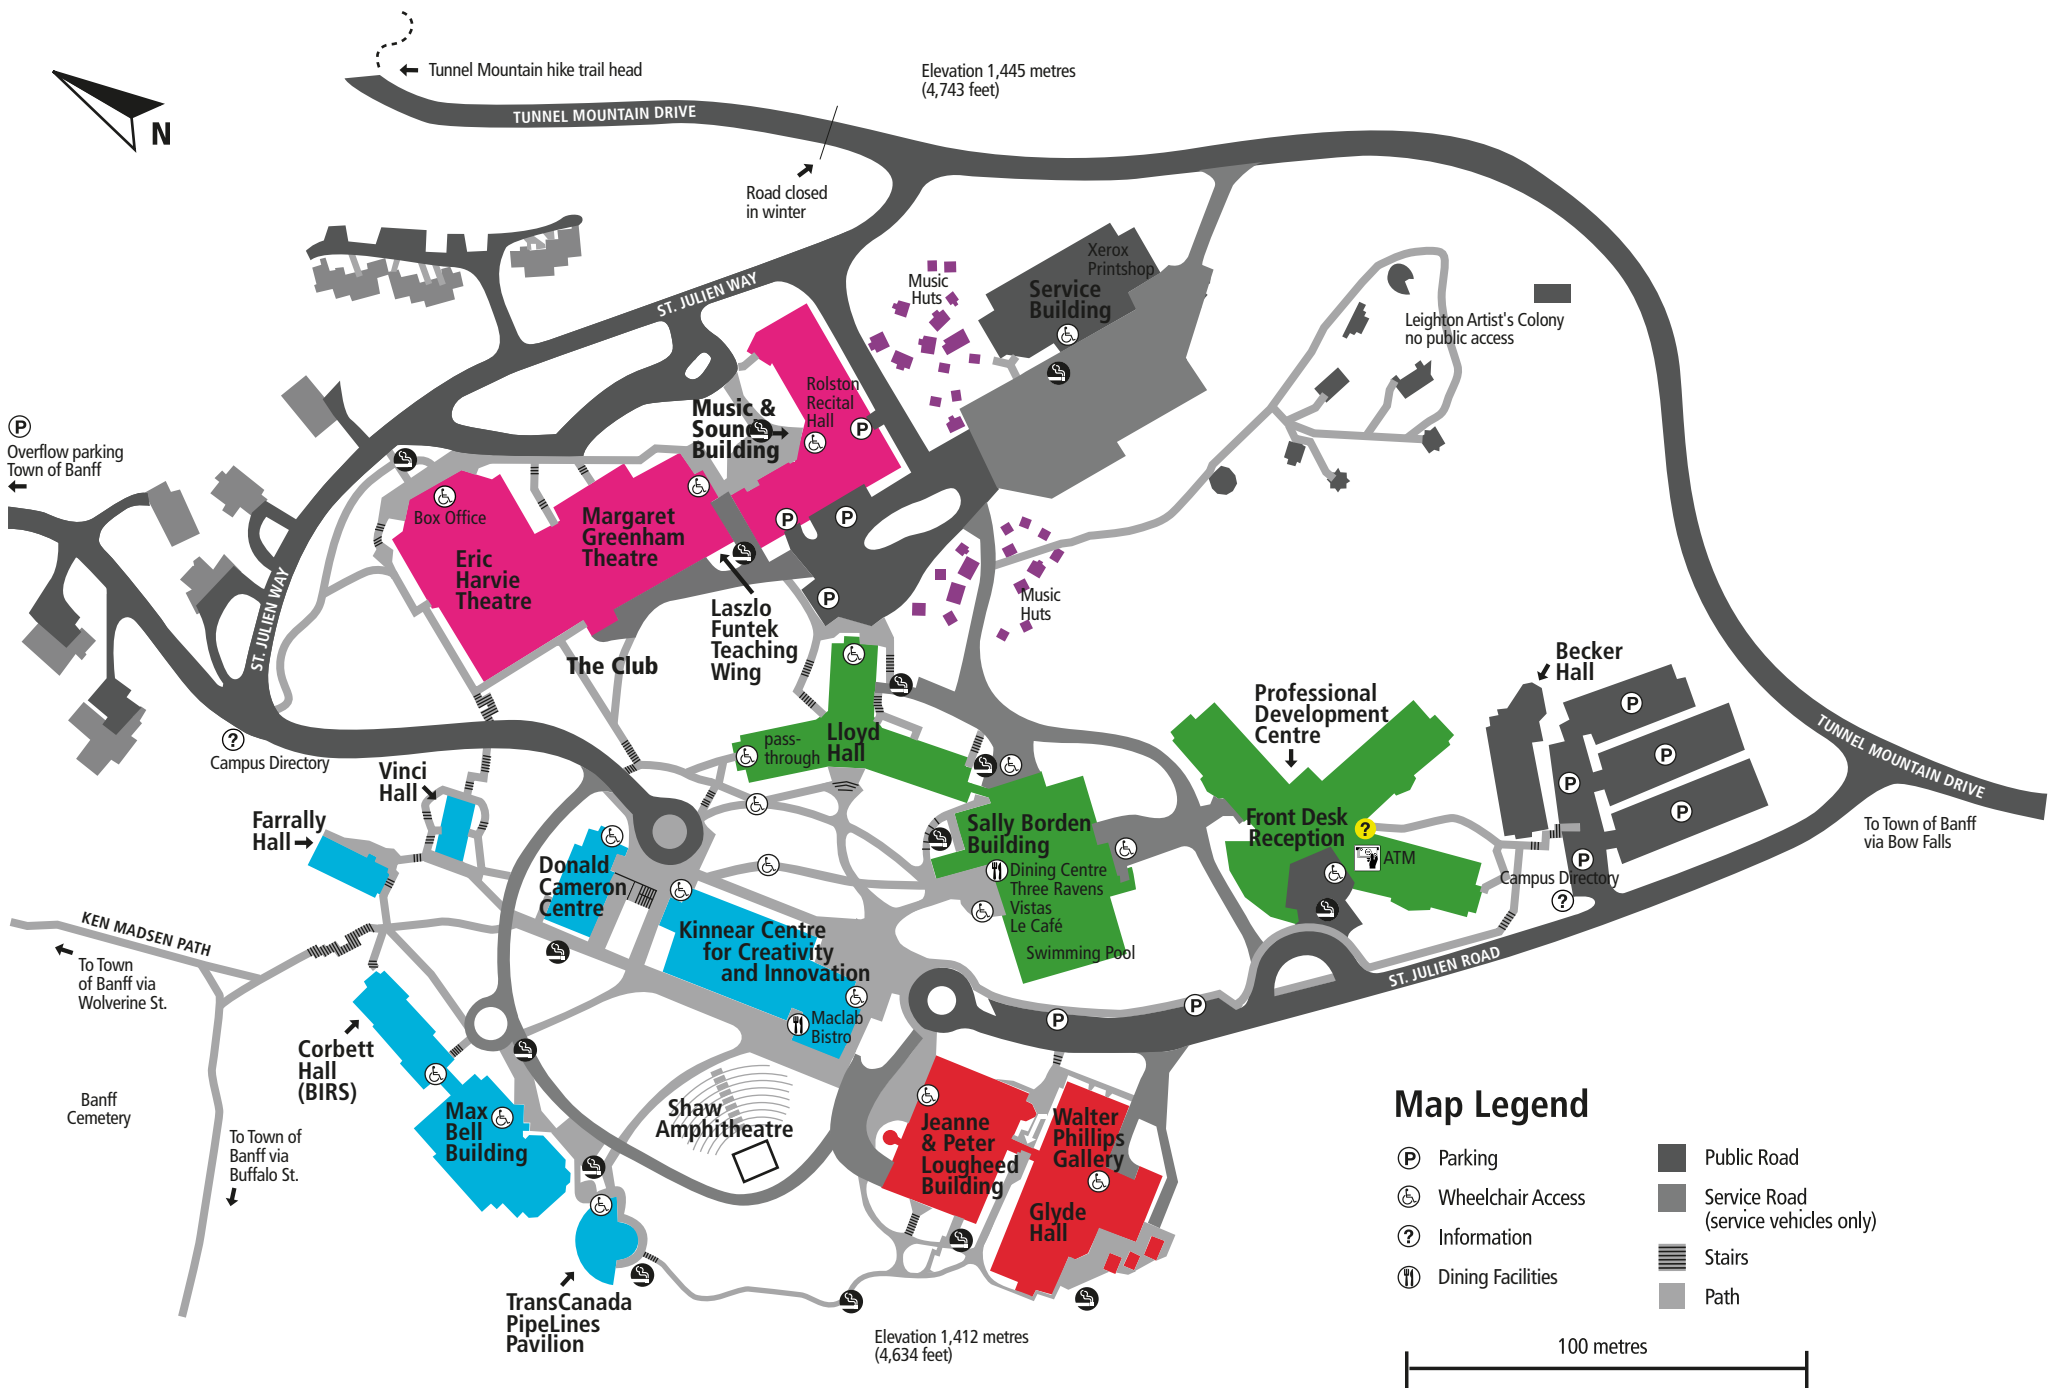 Tunnel Mountain hike trail head
Elevation 1,445 metres
(4,743 feet)
TUNNEL MOUNTAIN DRIVE
N
Road closed
in winter
ST. JULIEN WAY
Music
Huts
Xerox
Printshop
Service
Building
Leighton Artist's Colony
no public access
P
Overflow parking
Town of Banff
Rolston
Recital
Hall
Music &
Sound
Building
P
Box Office
Eric
Harvie
Theatre
Margaret
Greenham
Theatre
P
P
P
Laszlo
Funtek
Teaching
Wing
The Club
Music
Huts
ST. JULIEN WAY
?
Campus Directory
Vinci
Hall
Farrally
Hall
pass-
through
Lloyd
Hall
Professional
Development
Centre
Becker
Hall
P
P
P
P
P
TUNNEL MOUNTAIN DRIVE
To Town of Banff
via Bow Falls
Front Desk
Reception
?
ATM
Campus Directory
?
Sally Borden
Building
Dining Centre
Three Ravens
Vistas
Le Café
Swimming Pool
Donald
Cameron
Centre
Kinnear Centre
for Creativity
and Innovation
Maclab
Bistro
KEN MADSEN PATH
To Town
of Banff via
Wolverine St.
ST. JULIEN ROAD
P
P
Corbett
Hall
(BIRS)
Banff
Cemetery
To Town of
Banff via
Buffalo St.
Max
Bell
Building
Shaw
Amphitheatre
Jeanne
& Peter
Lougheed
Building
Walter
Phillips
Gallery
Glyde
Hall
TransCanada
PipeLines
Pavilion
Elevation 1,412 metres
(4,634 feet)
Map Legend
P Parking
Wheelchair Access
? Information
Dining Facilities
Public Road
Service Road
(service vehicles only)
Stairs
Path
100 metres